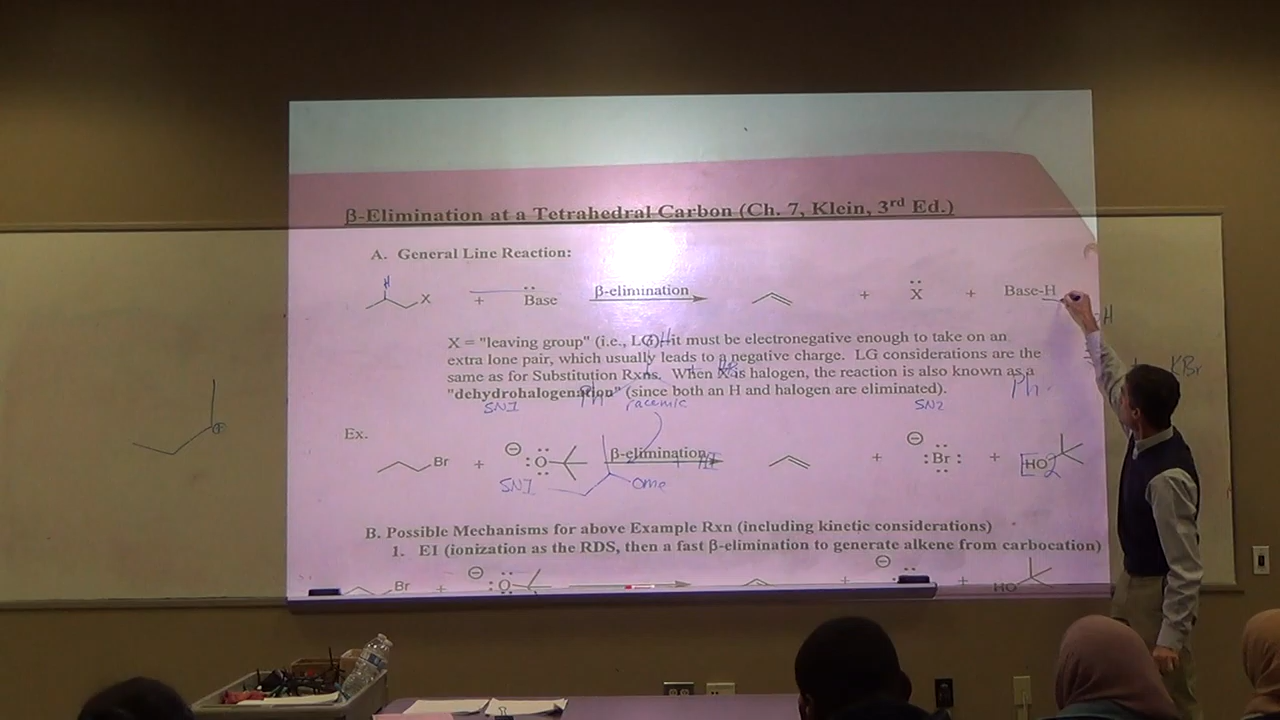 β-Elimination at a Tetrahedral Carbon (Ch. 7, Klein, 3rd Ed.)
A. General Line Reaction:
H
X + Base β-elimination + X + Base-H
X = "leaving group" (i.e., LG) it must be electronegative enough to take on an
extra lone pair, which usually leads to a negative charge. LG considerations are the
same as for Substitution Rxns. When X is halogen, the reaction is also known as a
"dehydrohalogenation" (since both an H and halogen are eliminated).
H
KBr
Ph
Ph
racemic
SN1
SN2
Ex.
Br + ⊖ :O β-elimination + ⊖ :Br: + HO
SN1
OMe
⊕
B. Possible Mechanisms for above Example Rxn (including kinetic considerations)
1. E1 (ionization as the RDS, then a fast β-elimination to generate alkene from carbocation)
Br + ⊖ :O + ⊖ + HO